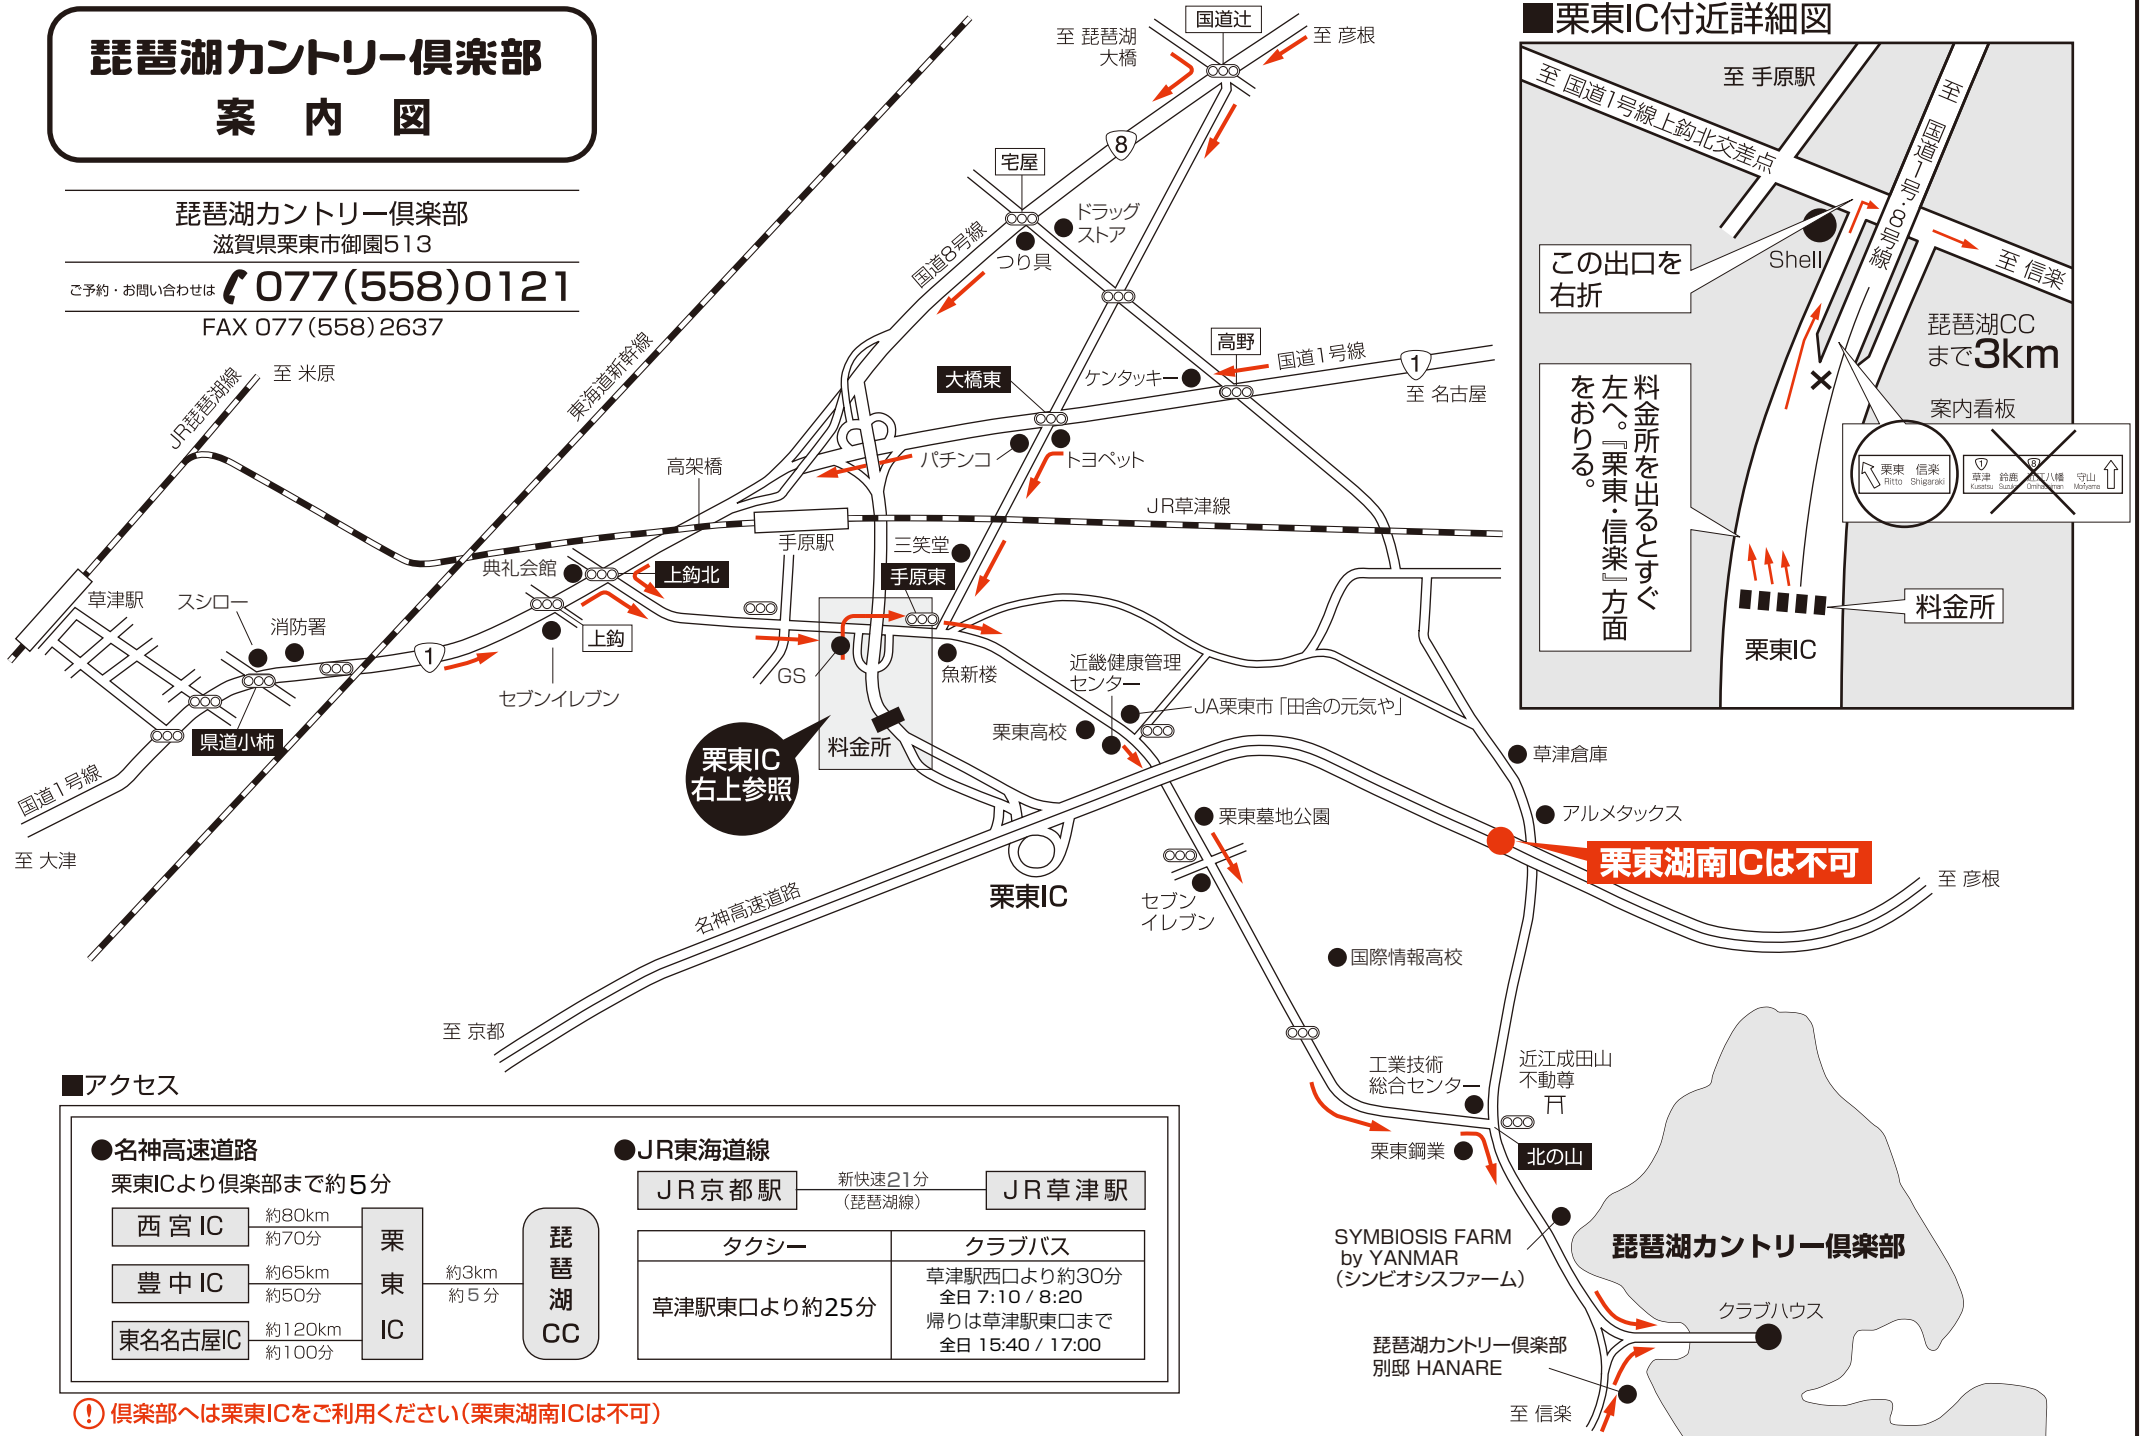 琵琶湖カントリー倶楽部
案内図
琵琶湖カントリー倶楽部
滋賀県栗東市御園513
ご予約・お問い合わせは 077(558)0121
FAX 077(558)2637
国道辻
至 琵琶湖
大橋
至 彦根
8
宅屋
ドラッグ
ストア
つり具
国道8号線
東海道新幹線
至 米原
JR琵琶湖線
高野
国道1号線
1
至 名古屋
ケンタッキー
大橋東
パチンコ
トヨペット
高架橋
JR草津線
手原駅
三笑堂
手原東
典礼会館
上鈎北
上鈎
草津駅
スシロー
消防署
1
セブンイレブン
GS
魚新楼
近畿健康管理
センター
JA栗東市「田舎の元気や」
栗東高校
県道小柿
国道1号線
至 大津
栗東IC
右上参照
料金所
草津倉庫
アルメタックス
栗東墓地公園
栗東湖南ICは不可
至 彦根
栗東IC
名神高速道路
セブン
イレブン
国際情報高校
至 京都
工業技術
総合センター
近江成田山
不動尊
栗東鋼業
北の山
SYMBIOSIS FARM
by YANMAR
(シンビオシスファーム)
琵琶湖カントリー倶楽部
クラブハウス
琵琶湖カントリー倶楽部
別邸 HANARE
至 信楽
■栗東IC付近詳細図
至 国道1号線上鈎北交差点
至 手原駅
至 国道1号・8号線
Shell
至 信楽
この出口を
右折
琵琶湖CC
まで3km
案内看板
栗東 信楽
Ritto Shigaraki
1
8
草津 鈴鹿 近江八幡 守山
Kusatsu Suzuka Omihachiman Moriyama
料金所を出るとすぐ
左へ。『栗東・信楽』方面
をおりる。
料金所
栗東IC
■アクセス
●名神高速道路
栗東ICより倶楽部まで約5分
西宮IC
約80km
約70分
豊中IC
約65km
約50分
東名名古屋IC
約120km
約100分
栗東IC
約3km
約5分
琵琶湖CC
●JR東海道線
JR京都駅
新快速21分
(琵琶湖線)
JR草津駅
タクシー
クラブバス
草津駅東口より約25分
草津駅西口より約30分
全日 7:10 / 8:20
帰りは草津駅東口まで
全日 15:40 / 17:00
! 倶楽部へは栗東ICをご利用ください(栗東湖南ICは不可)